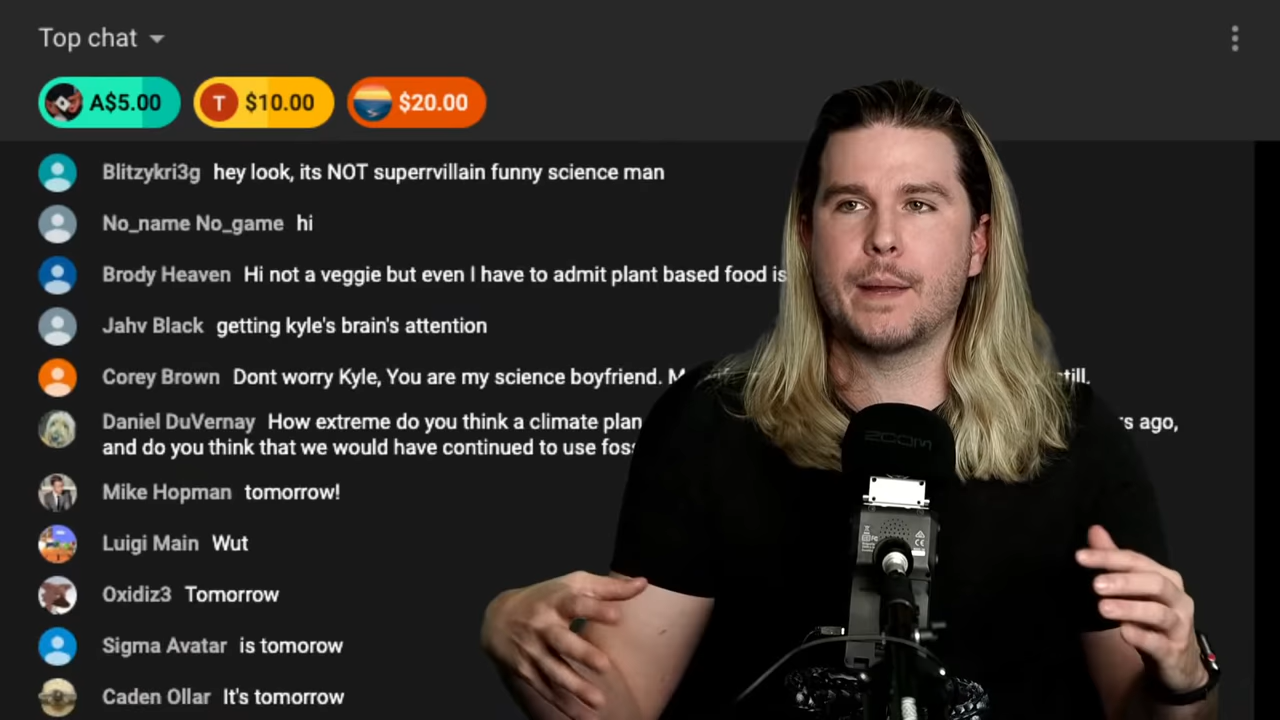 Top chat
A$5.00 T $10.00 $20.00
Blitzykri3g hey look, its NOT superrvillain funny science man
No_name No_game hi
Brody Heaven Hi not a veggie but even I have to admit plant based food is
Jahv Black getting kyle's brain's attention
Corey Brown Dont worry Kyle, You are my science boyfriend. still.
Daniel DuVernay How extreme do you think a climate plan ago,
and do you think that we would have continued to use
Mike Hopman tomorrow!
Luigi Main Wut
Oxidiz3 Tomorrow
Sigma Avatar is tomorow
Caden Ollar It's tomorrow
ZOOM